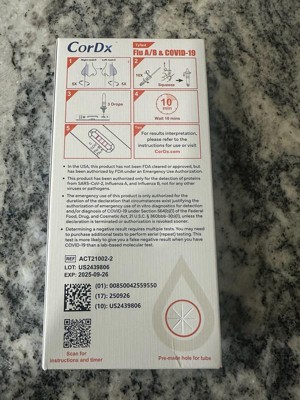 CorDx
TyFast
Flu A/B & COVID-19
1
Right nostril
Left nostril
5X
5X
2
10X
Squeeze
3
3 Drops
4
10
min
Wait 10 mins
5
For results interpretation,
please refer to the
instructions for use or visit
CorDx.com
• In the USA, this product has not been FDA cleared or approved, but
has been authorized by FDA under an Emergency Use Authorization.
• This product has been authorized only for the detection of proteins
from SARS-CoV-2, Influenza A, and Influenza B, not for any other
viruses or pathogens.
• The emergency use of this product is only authorized for the
duration of the declaration that circumstances exist justifying the
authorization of emergency use of in vitro diagnostics for detection
and/or diagnosis of COVID-19 under Section 564(b)(1) of the Federal
Food, Drug, and Cosmetic Act, 21 U.S.C. § 360bbb-3(b)(1), unless the
declaration is terminated or authorization is revoked sooner.
• Determining a negative result requires multiple tests. You may need
to purchase additional tests to perform serial (repeat) testing. This
test is more likely to give you a false negative result when you have
COVID-19 than a lab-based molecular test.
REF: ACT21002-2
LOT: US2439806
EXP: 2025-09-26
(01): 00850042559550
(17): 250926
(10): US2439806
Scan for
instructions and timer
Pre-made hole for tube